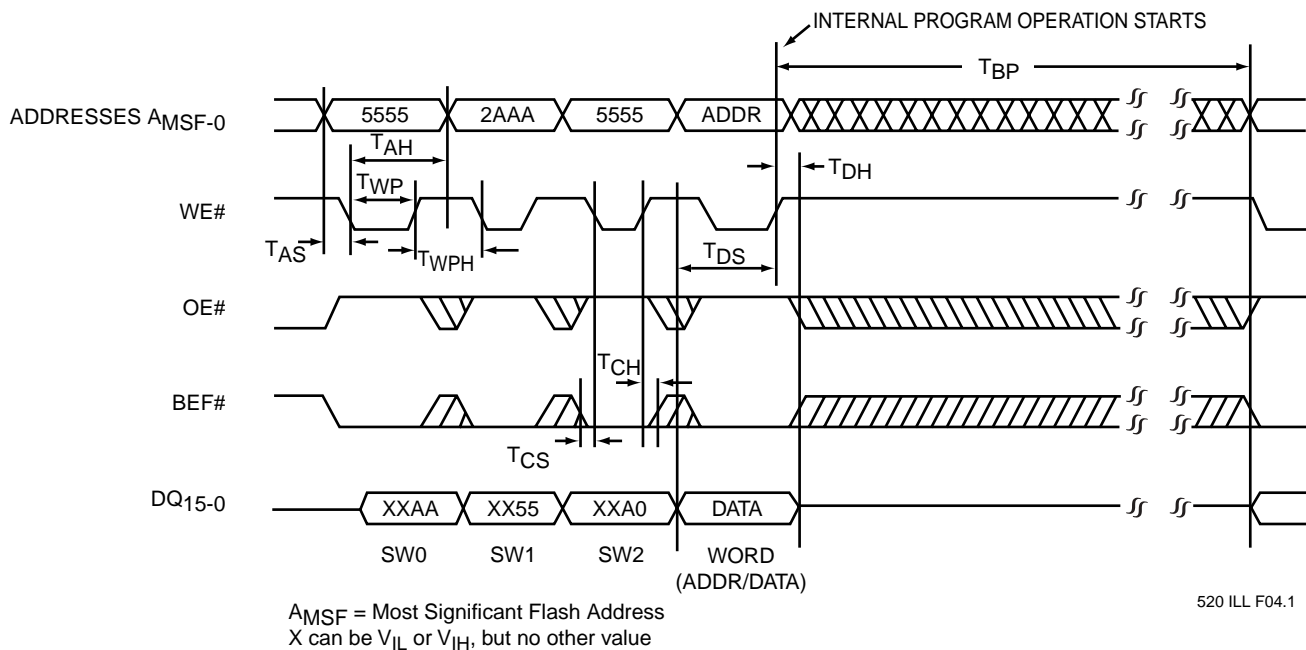 INTERNAL PROGRAM OPERATION STARTS
TBP
ADDRESSES AMSF-0
5555
2AAA
5555
ADDR
TAH
TDH
TWP
WE#
TAS
TWPH
TDS
OE#
TCH
BEF#
TCS
DQ15-0
XXAA
XX55
XXA0
DATA
SW0
SW1
SW2
WORD
(ADDR/DATA)
AMSF = Most Significant Flash Address
X can be VIL or VIH, but no other value
520 ILL F04.1